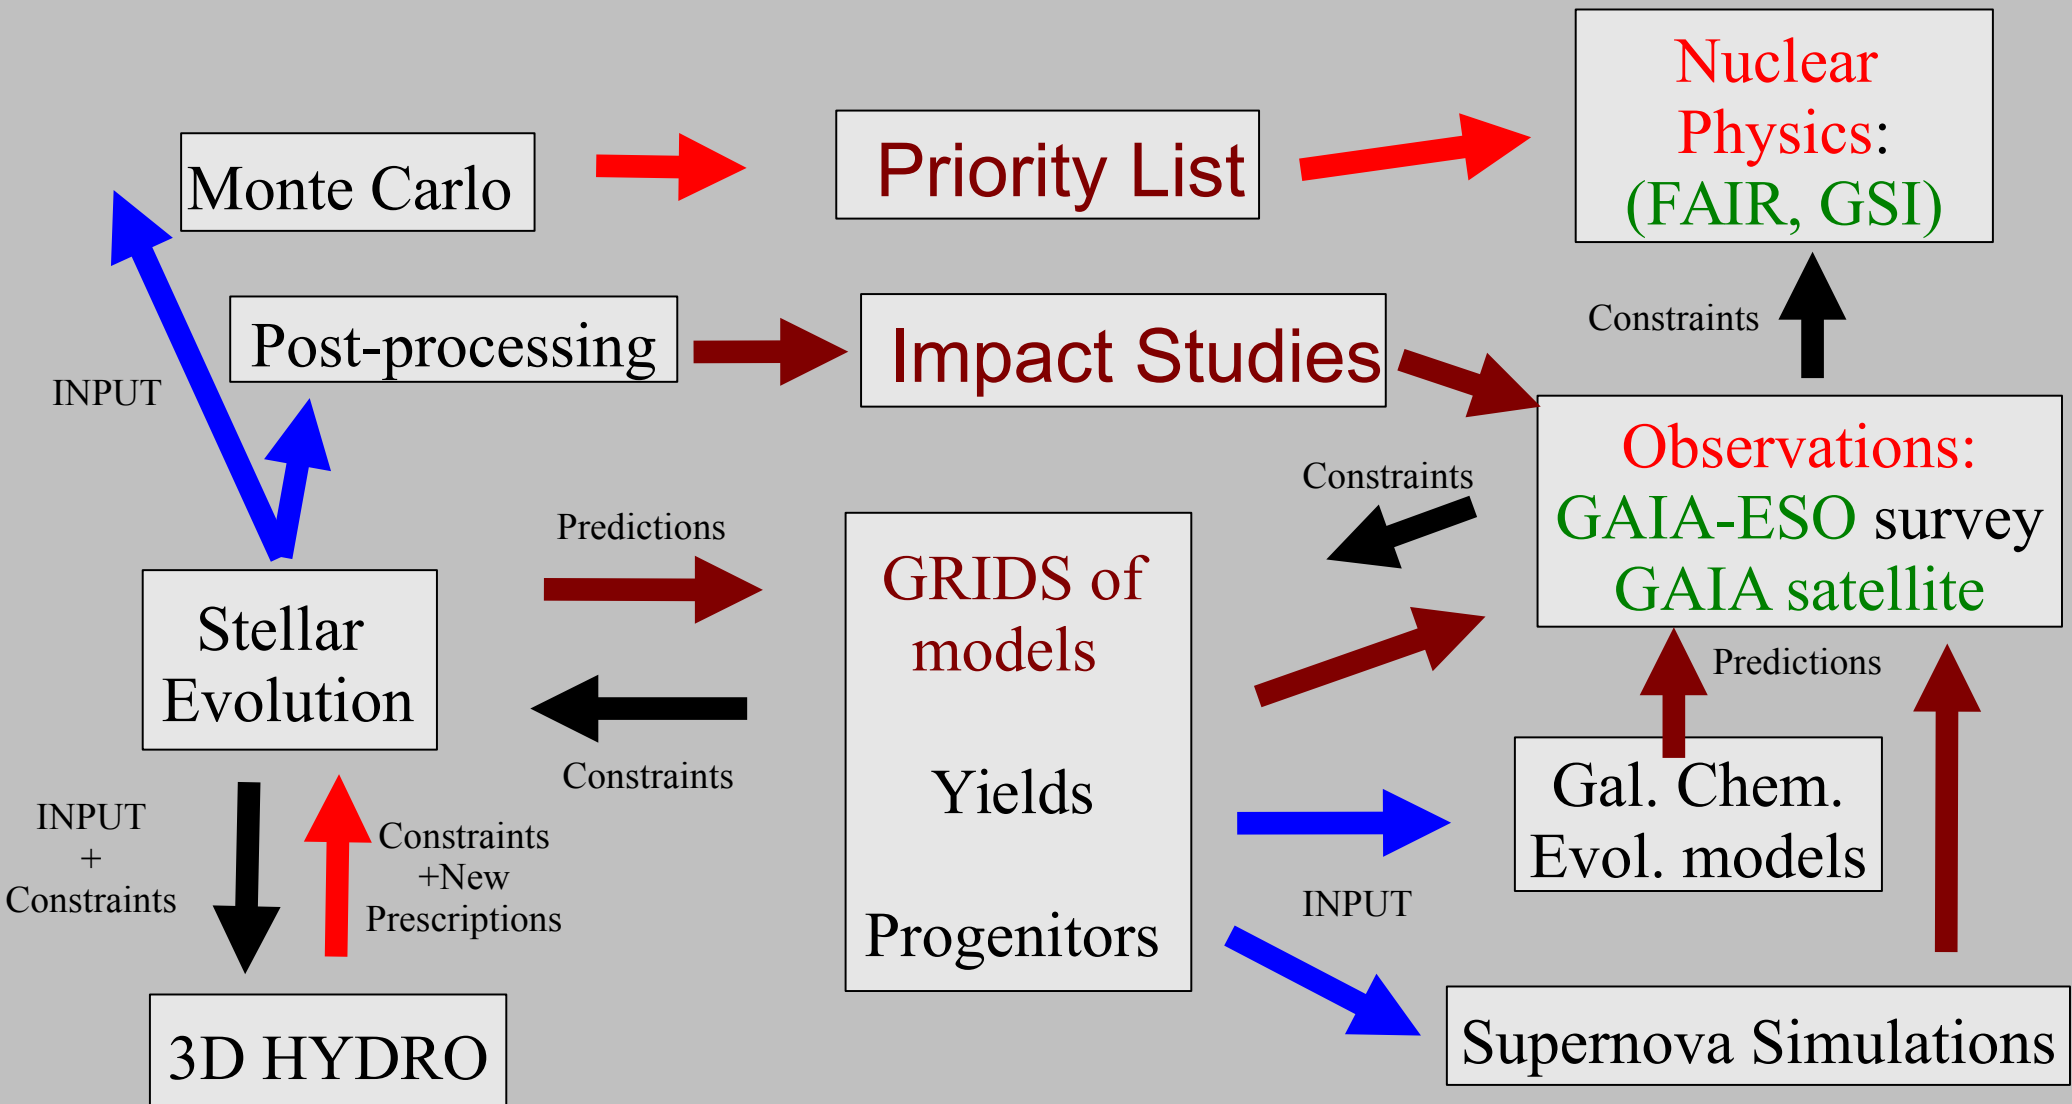 Nuclear
Physics:
(FAIR, GSI)
Monte Carlo
Priority List
Constraints
Post-processing
Impact Studies
INPUT
Observations:
GAIA-ESO survey
GAIA satellite
Constraints
Predictions
GRIDS of
models
Yields
Progenitors
Stellar
Evolution
Predictions
Constraints
INPUT
+
Constraints
Constraints
+New
Prescriptions
Gal. Chem.
Evol. models
INPUT
3D HYDRO
Supernova Simulations